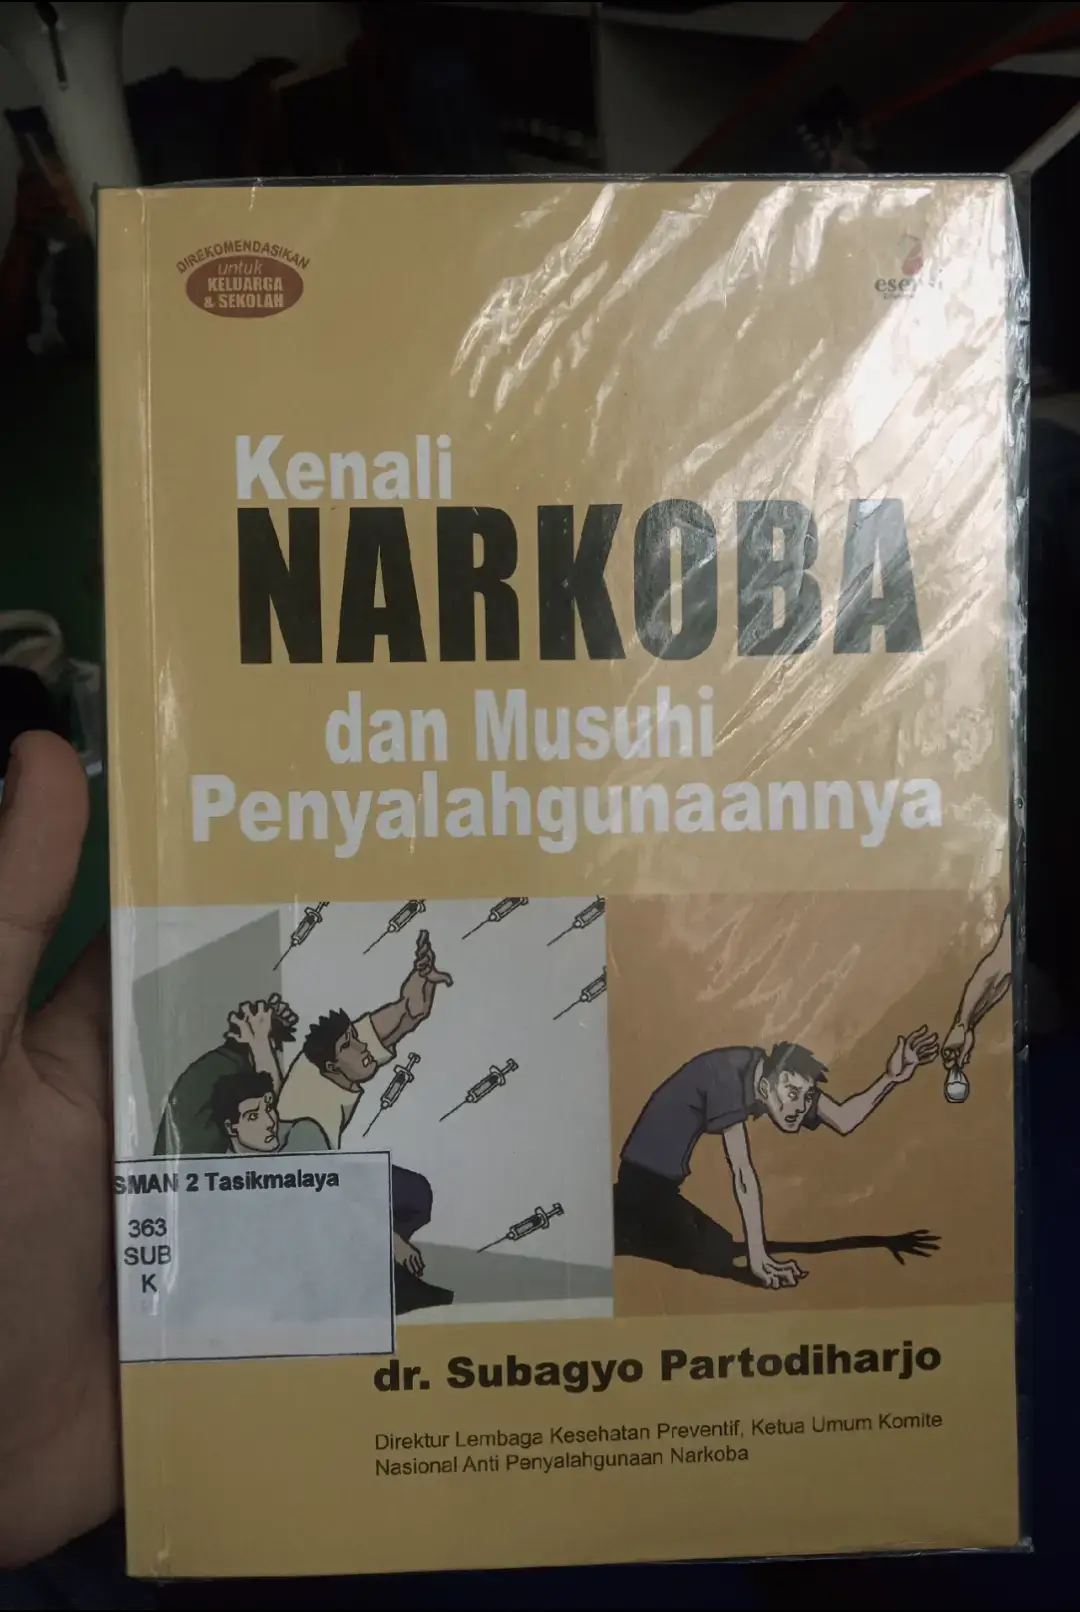 DIREKOMENDASIKAN
untuk
KELUARGA
& SEKOLAH
Kenali
NARKOBA
dan Musuhi
Penyalahgunaannya
SMAN 2 Tasikmalaya
363
SUB
K
dr. Subagyo Partodiharjo
Direktur Lembaga Kesehatan Preventif, Ketua Umum Komite
Nasional Anti Penyalahgunaan Narkoba